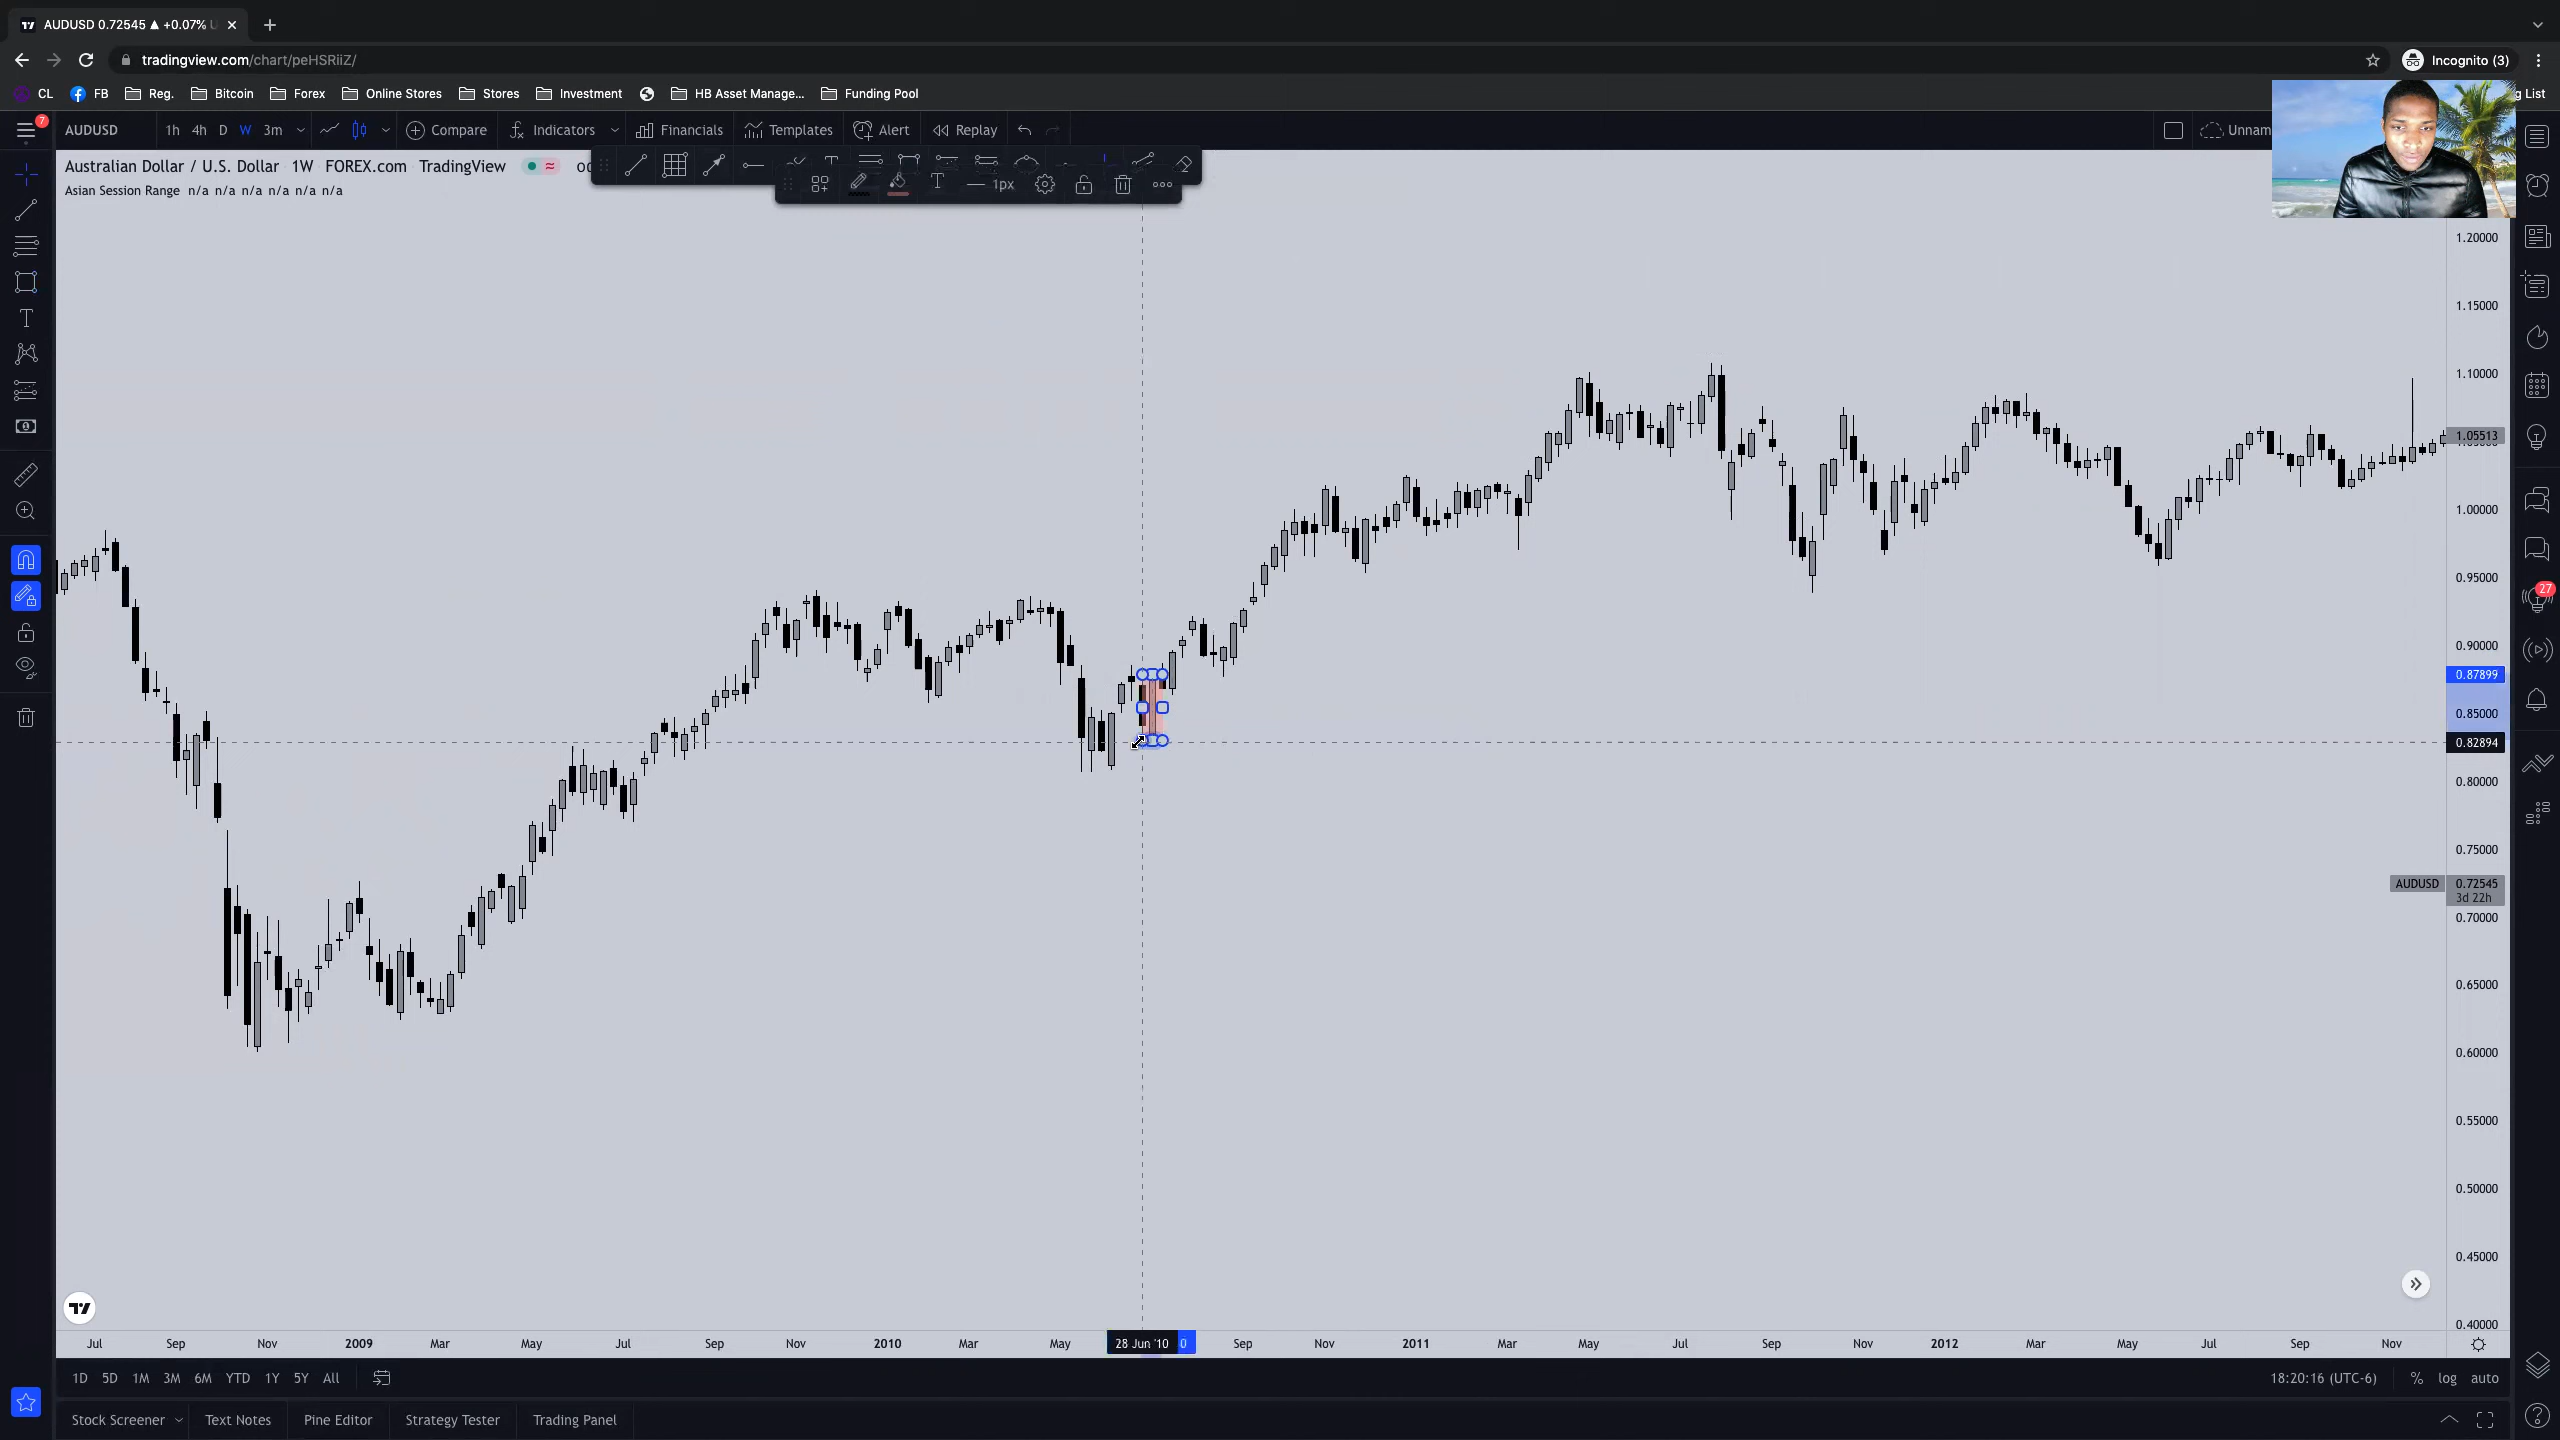 AUDUSD 0.72545 ▲ +0.07% U
tradingview.com/chart/peHSRiiZ/
Incognito (3)
CL FB Reg. Bitcoin Forex Online Stores Stores Investment HB Asset Manage... Funding Pool
g List
7
AUDUSD 1h 4h D W 3m Compare Indicators Financials Templates Alert Replay
Unnam
Australian Dollar / U.S. Dollar 1W FOREX.com TradingView
Asian Session Range n/a n/a n/a n/a n/a n/a
1px
1.20000
1.15000
1.10000
1.05513
1.00000
0.95000
0.90000
0.87899
0.85000
0.82894
0.80000
0.75000
AUDUSD 0.72545
3d 22h
0.70000
0.65000
0.60000
0.55000
0.50000
0.45000
0.40000
27
Jul Sep Nov 2009 Mar May Jul Sep Nov 2010 Mar May 28 Jun '10 0 Sep Nov 2011 Mar May Jul Sep Nov 2012 Mar May Jul Sep Nov
1D 5D 1M 3M 6M YTD 1Y 5Y All
18:20:16 (UTC-6) % log auto
Stock Screener Text Notes Pine Editor Strategy Tester Trading Panel